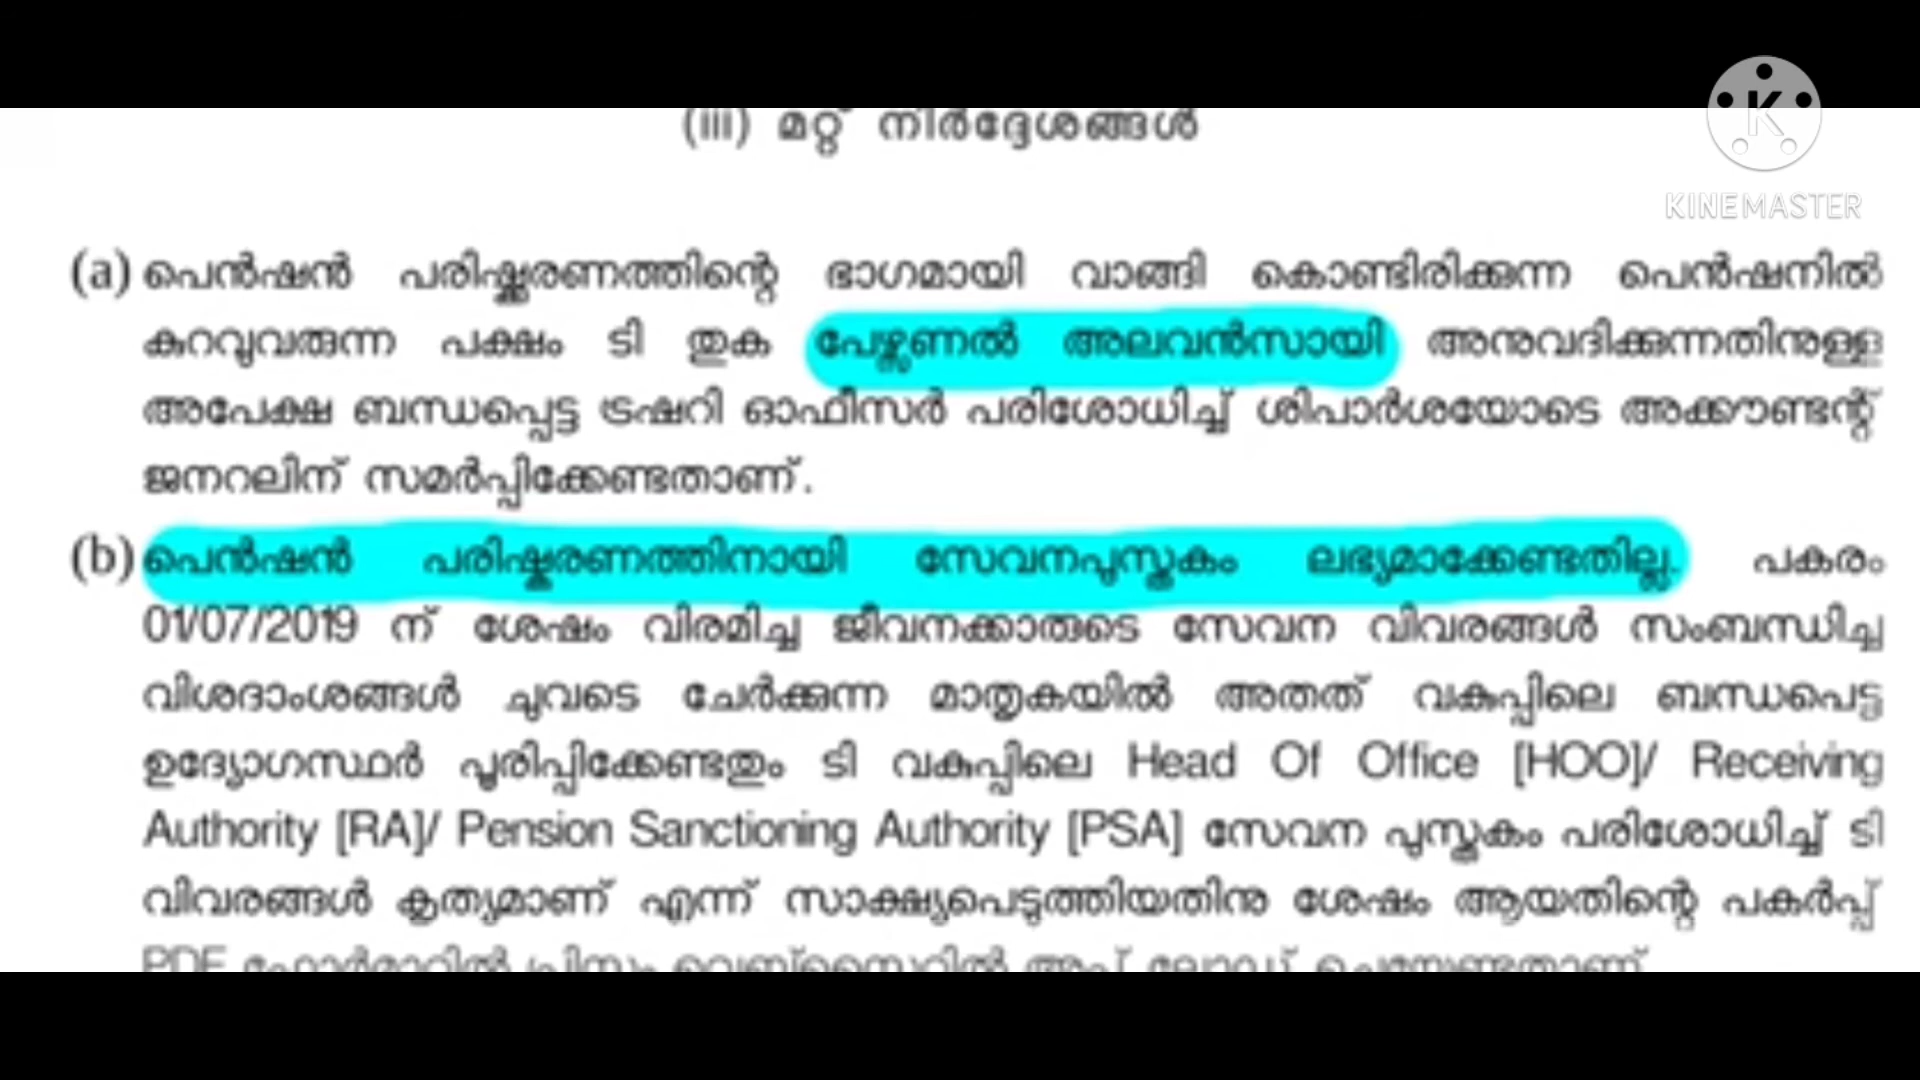 (iii) മറ്റ് നിർദ്ദേശങ്ങൾ
KINEMASTER
(a) പെൻഷൻ പരിഷ്ക്കരണത്തിന്റെ ഭാഗമായി വാങ്ങി കൊണ്ടിരിക്കുന്ന പെൻഷനിൽ
കുറവുവരുന്ന പക്ഷം ടി തുക പേഴ്സണൽ അലവൻസായി അനുവദിക്കുന്നതിനുള്ള
അപേക്ഷ ബന്ധപ്പെട്ട ട്രഷറി ഓഫീസർ പരിശോധിച്ച് ശിപാർശയോടെ അക്കൗണ്ടന്റ്
ജനറലിന് സമർപ്പിക്കേണ്ടതാണ്.
(b) പെൻഷൻ പരിഷ്കരണത്തിനായി സേവനപുസ്തകം ലഭ്യമാക്കേണ്ടതില്ല. പകരം
01/07/2019 ന് ശേഷം വിരമിച്ച ജീവനക്കാരുടെ സേവന വിവരങ്ങൾ സംബന്ധിച്ച
വിശദാംശങ്ങൾ ചുവടെ ചേർക്കുന്ന മാതൃകയിൽ അതത് വകുപ്പിലെ ബന്ധപെട്ട
ഉദ്യോഗസ്ഥർ പൂരിപ്പിക്കേണ്ടതും ടി വകുപ്പിലെ Head Of Office [HOO]/ Receiving
Authority [RA]/ Pension Sanctioning Authority [PSA] സേവന പുസ്തകം പരിശോധിച്ച് ടി
വിവരങ്ങൾ കൃത്യമാണ് എന്ന് സാക്ഷ്യപെടുത്തിയതിനു ശേഷം ആയതിന്റെ പകർപ്പ്
PDF ഫോർമാറ്റിൽ പ്രിസം വെബ്സൈറ്റിൽ അപ് ലോഡ് ചെയ്യേണ്ടതാണ്